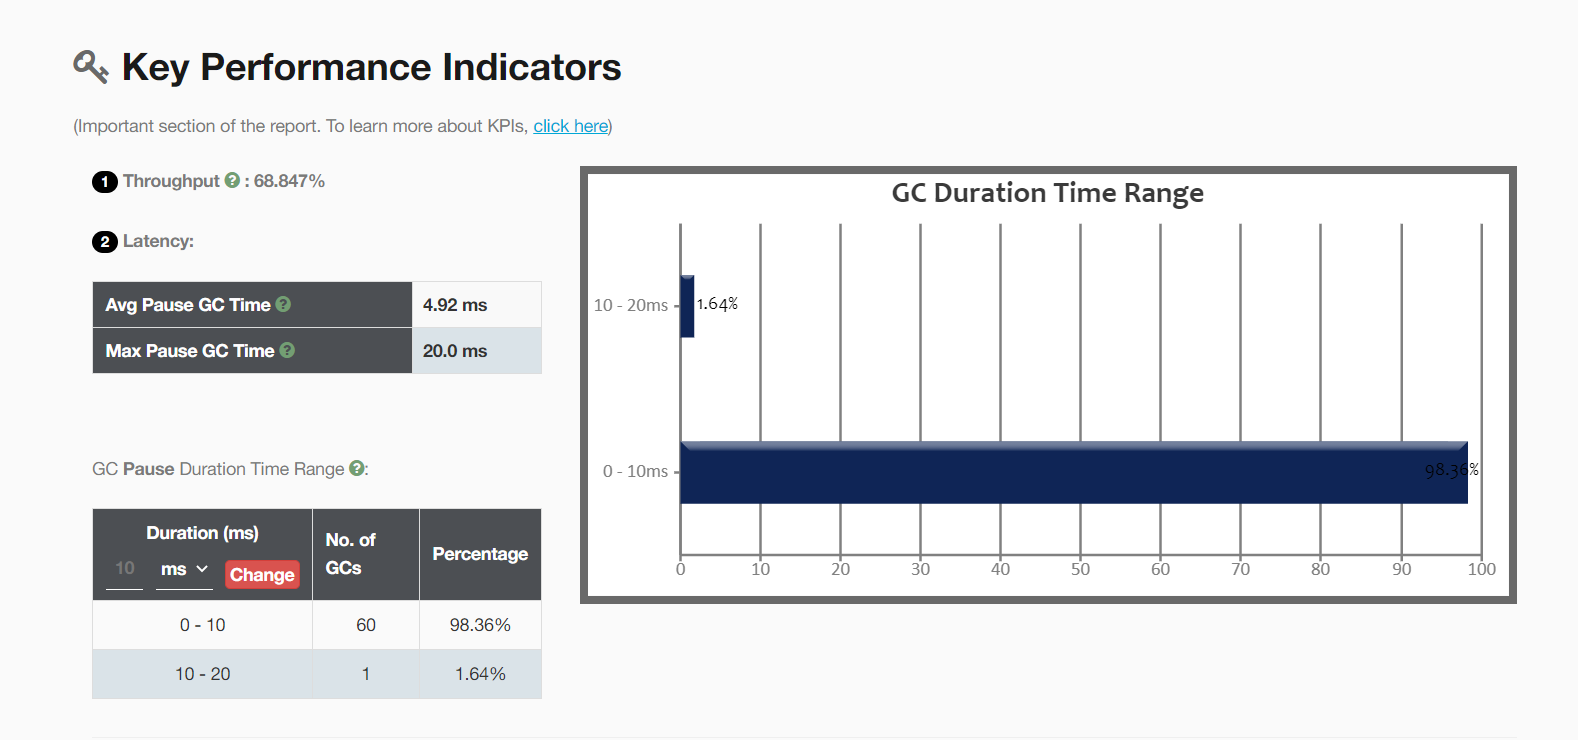 Key Performance Indicators
(Important section of the report. To learn more about KPIs, click here)
1 Throughput ? : 68.847%
2 Latency:
Avg Pause GC Time ? 4.92 ms
Max Pause GC Time ? 20.0 ms
GC Pause Duration Time Range ?:
Duration (ms)
10 ms Change
No. of
GCs
Percentage
0 - 10 60 98.36%
10 - 20 1 1.64%
GC Duration Time Range
10 - 20ms 1.64%
0 - 10ms 98.36%
0 10 20 30 40 50 60 70 80 90 100